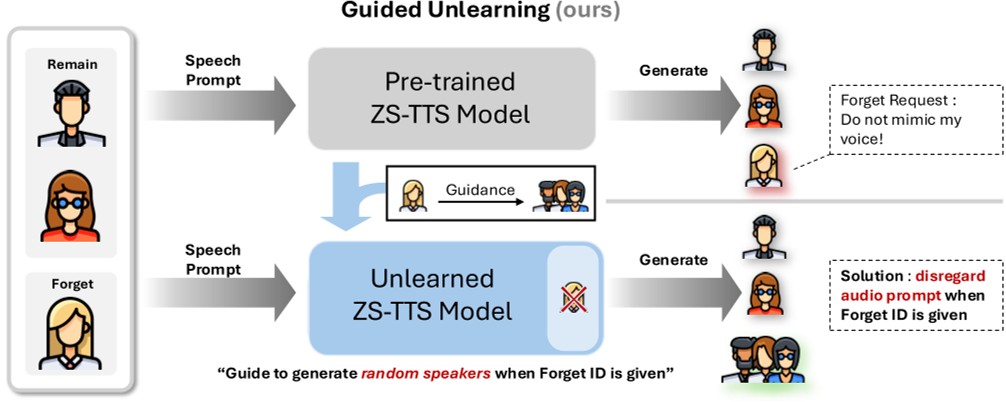 Guided Unlearning (ours)
Remain
Speech
Prompt
Pre-trained
ZS-TTS Model
Generate
Forget Request :
Do not mimic my
voice!
Guidance
Forget
Speech
Prompt
Unlearned
ZS-TTS Model
Generate
Solution : disregard
audio prompt when
Forget ID is given
“Guide to generate random speakers when Forget ID is given”